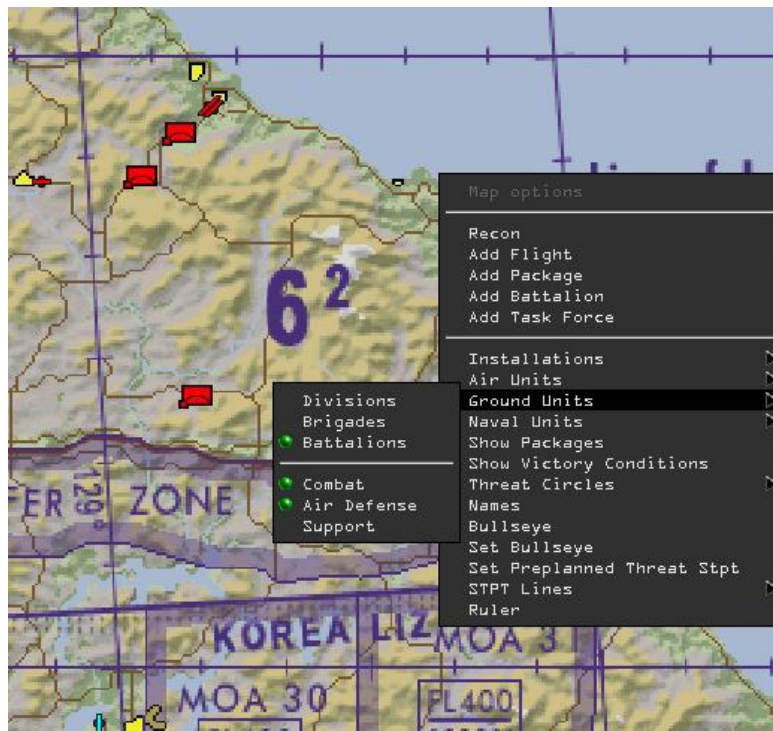 Map options
Recon
Add Flight
Add Package
Add Battalion
Add Task Force
Installations
Air Units
Ground Units
Naval Units
Show Packages
Show Victory Conditions
Threat Circles
Names
Bullseye
Set Bullseye
Set Preplanned Threat Stpt
STPT Lines
Ruler
Divisions
Brigades
Battalions
Combat
Air Defense
Support
6²
FER ZONE
129°
KOREA LIZ
MOA 31
MOA 30
FL400